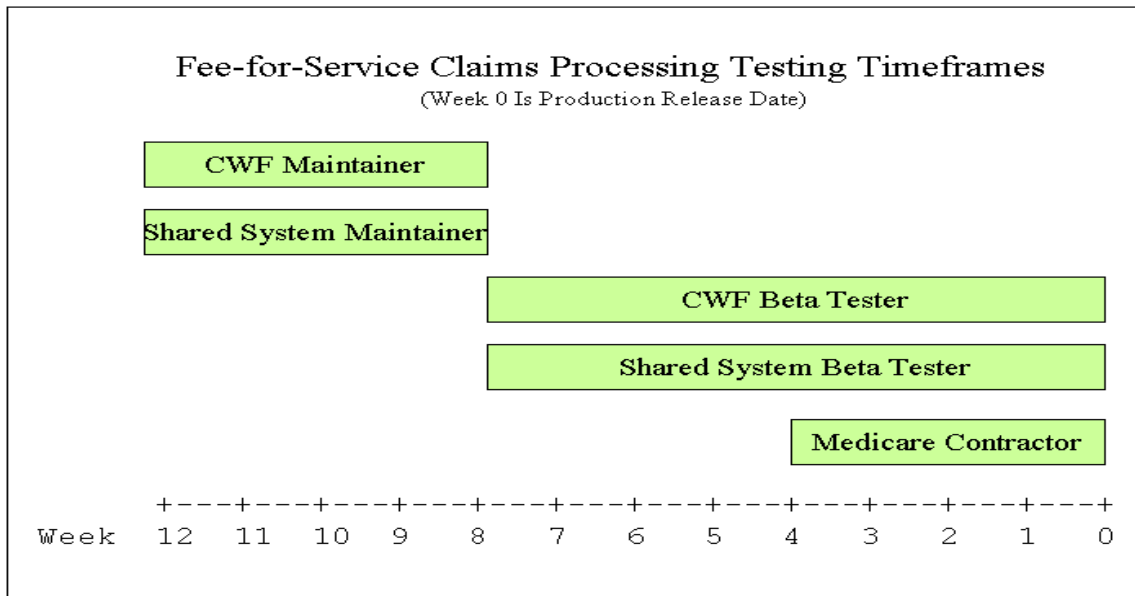 Fee-for-Service Claims Processing Testing Timeframes
(Week 0 Is Production Release Date)
CWF Maintainer
Shared System Maintainer
CWF Beta Tester
Shared System Beta Tester
Medicare Contractor
+---+---+---+---+---+---+---+---+---+---+---+---+
Week 12 11 10 9 8 7 6 5 4 3 2 1 0